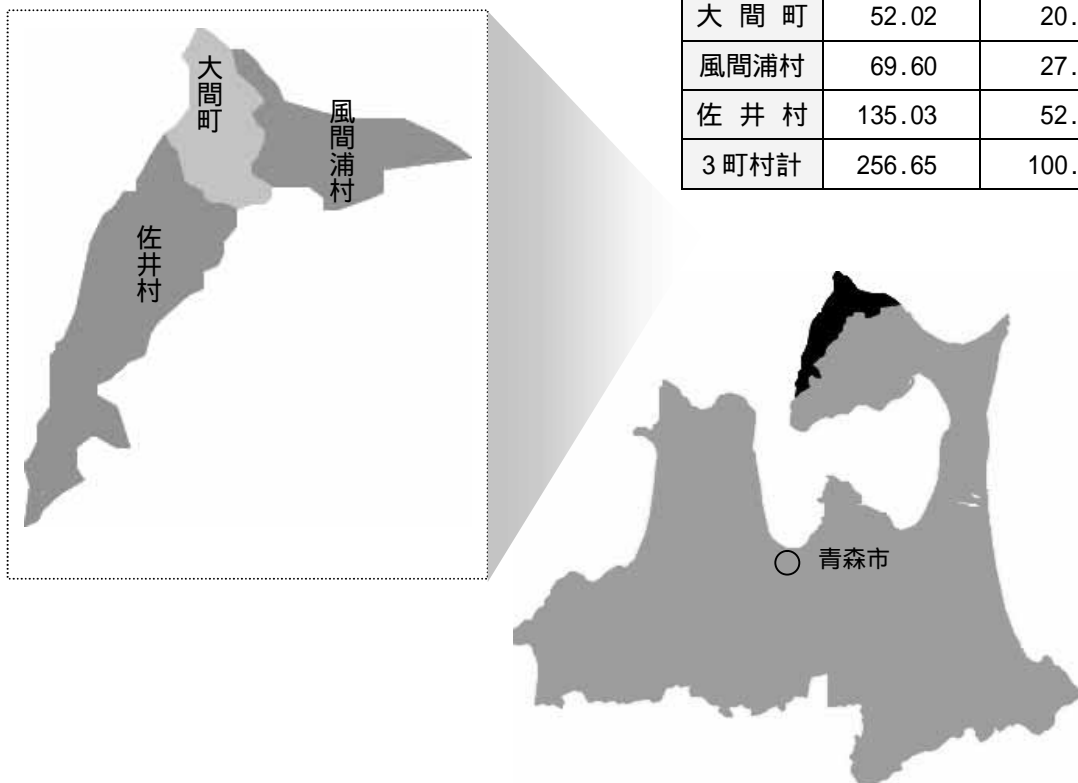 大間町 52.02 20.
風間浦村 69.60 27.
佐井村 135.03 52.
3町村計 256.65 100.
大間町
風間浦村
佐井村
青森市